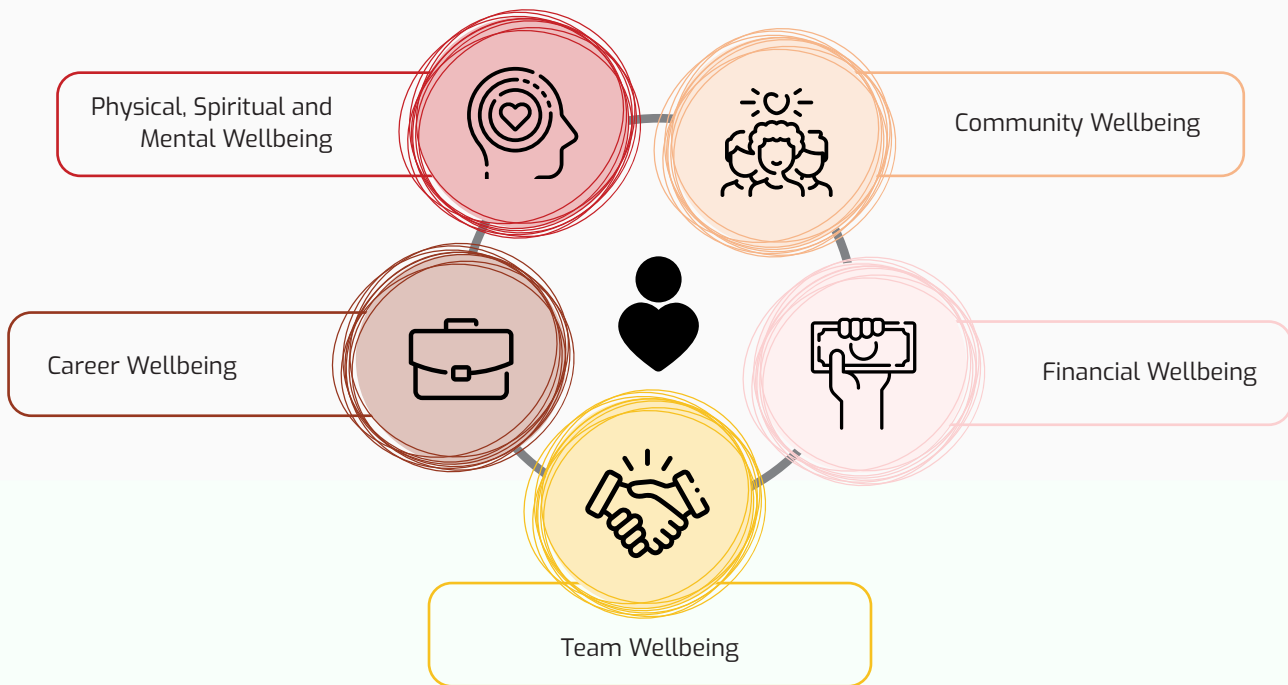 Physical, Spiritual and
Mental Wellbeing
Community Wellbeing
Career Wellbeing
Financial Wellbeing
Team Wellbeing